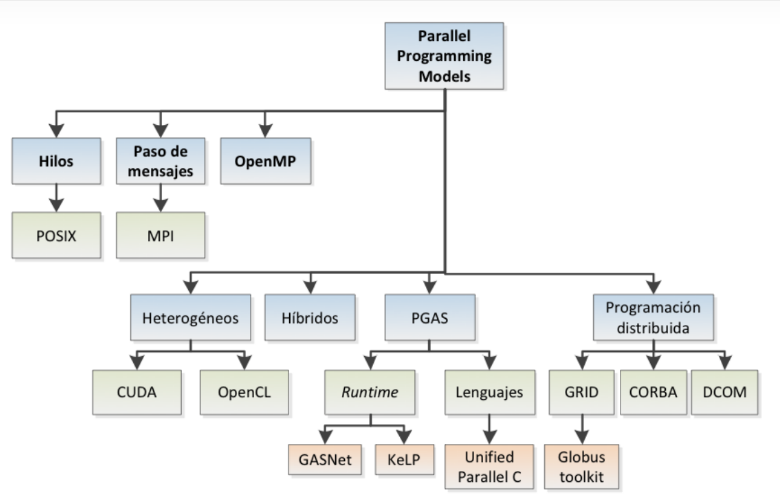 Parallel
Programming
Models
Hilos
Paso de
mensajes
OpenMP
POSIX
MPI
Heterogéneos
Híbridos
PGAS
Programación
distribuida
CUDA
OpenCL
Runtime
Lenguajes
GRID
CORBA
DCOM
GASNet
KeLP
Unified
Parallel C
Globus
toolkit